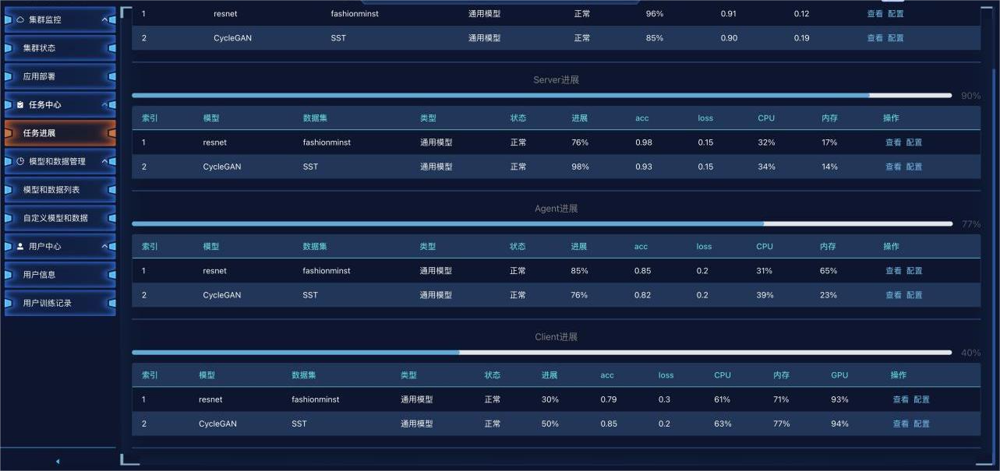 集群监控
集群状态
应用部署
任务中心
任务进展
模型和数据管理
模型和数据列表
自定义模型和数据
用户中心
用户信息
用户训练记录
1 resnet fashionminst 通用模型 正常 96% 0.91 0.12 查看 配置
2 CycleGAN SST 通用模型 正常 85% 0.90 0.19 查看 配置
Server进展
90%
索引 模型 数据集 类型 状态 进展 acc loss CPU 内存 操作
1 resnet fashionminst 通用模型 正常 76% 0.98 0.15 32% 17% 查看 配置
2 CycleGAN SST 通用模型 正常 98% 0.93 0.15 34% 14% 查看 配置
Agent进展
77%
索引 模型 数据集 类型 状态 进展 acc loss CPU 内存 操作
1 resnet fashionminst 通用模型 正常 85% 0.85 0.2 31% 65% 查看 配置
2 CycleGAN SST 通用模型 正常 76% 0.82 0.2 39% 23% 查看 配置
Client进展
40%
索引 模型 数据集 类型 状态 进展 acc loss CPU 内存 GPU 操作
1 resnet fashionminst 通用模型 正常 30% 0.79 0.3 61% 71% 93% 查看 配置
2 CycleGAN SST 通用模型 正常 50% 0.85 0.2 63% 77% 94% 查看 配置